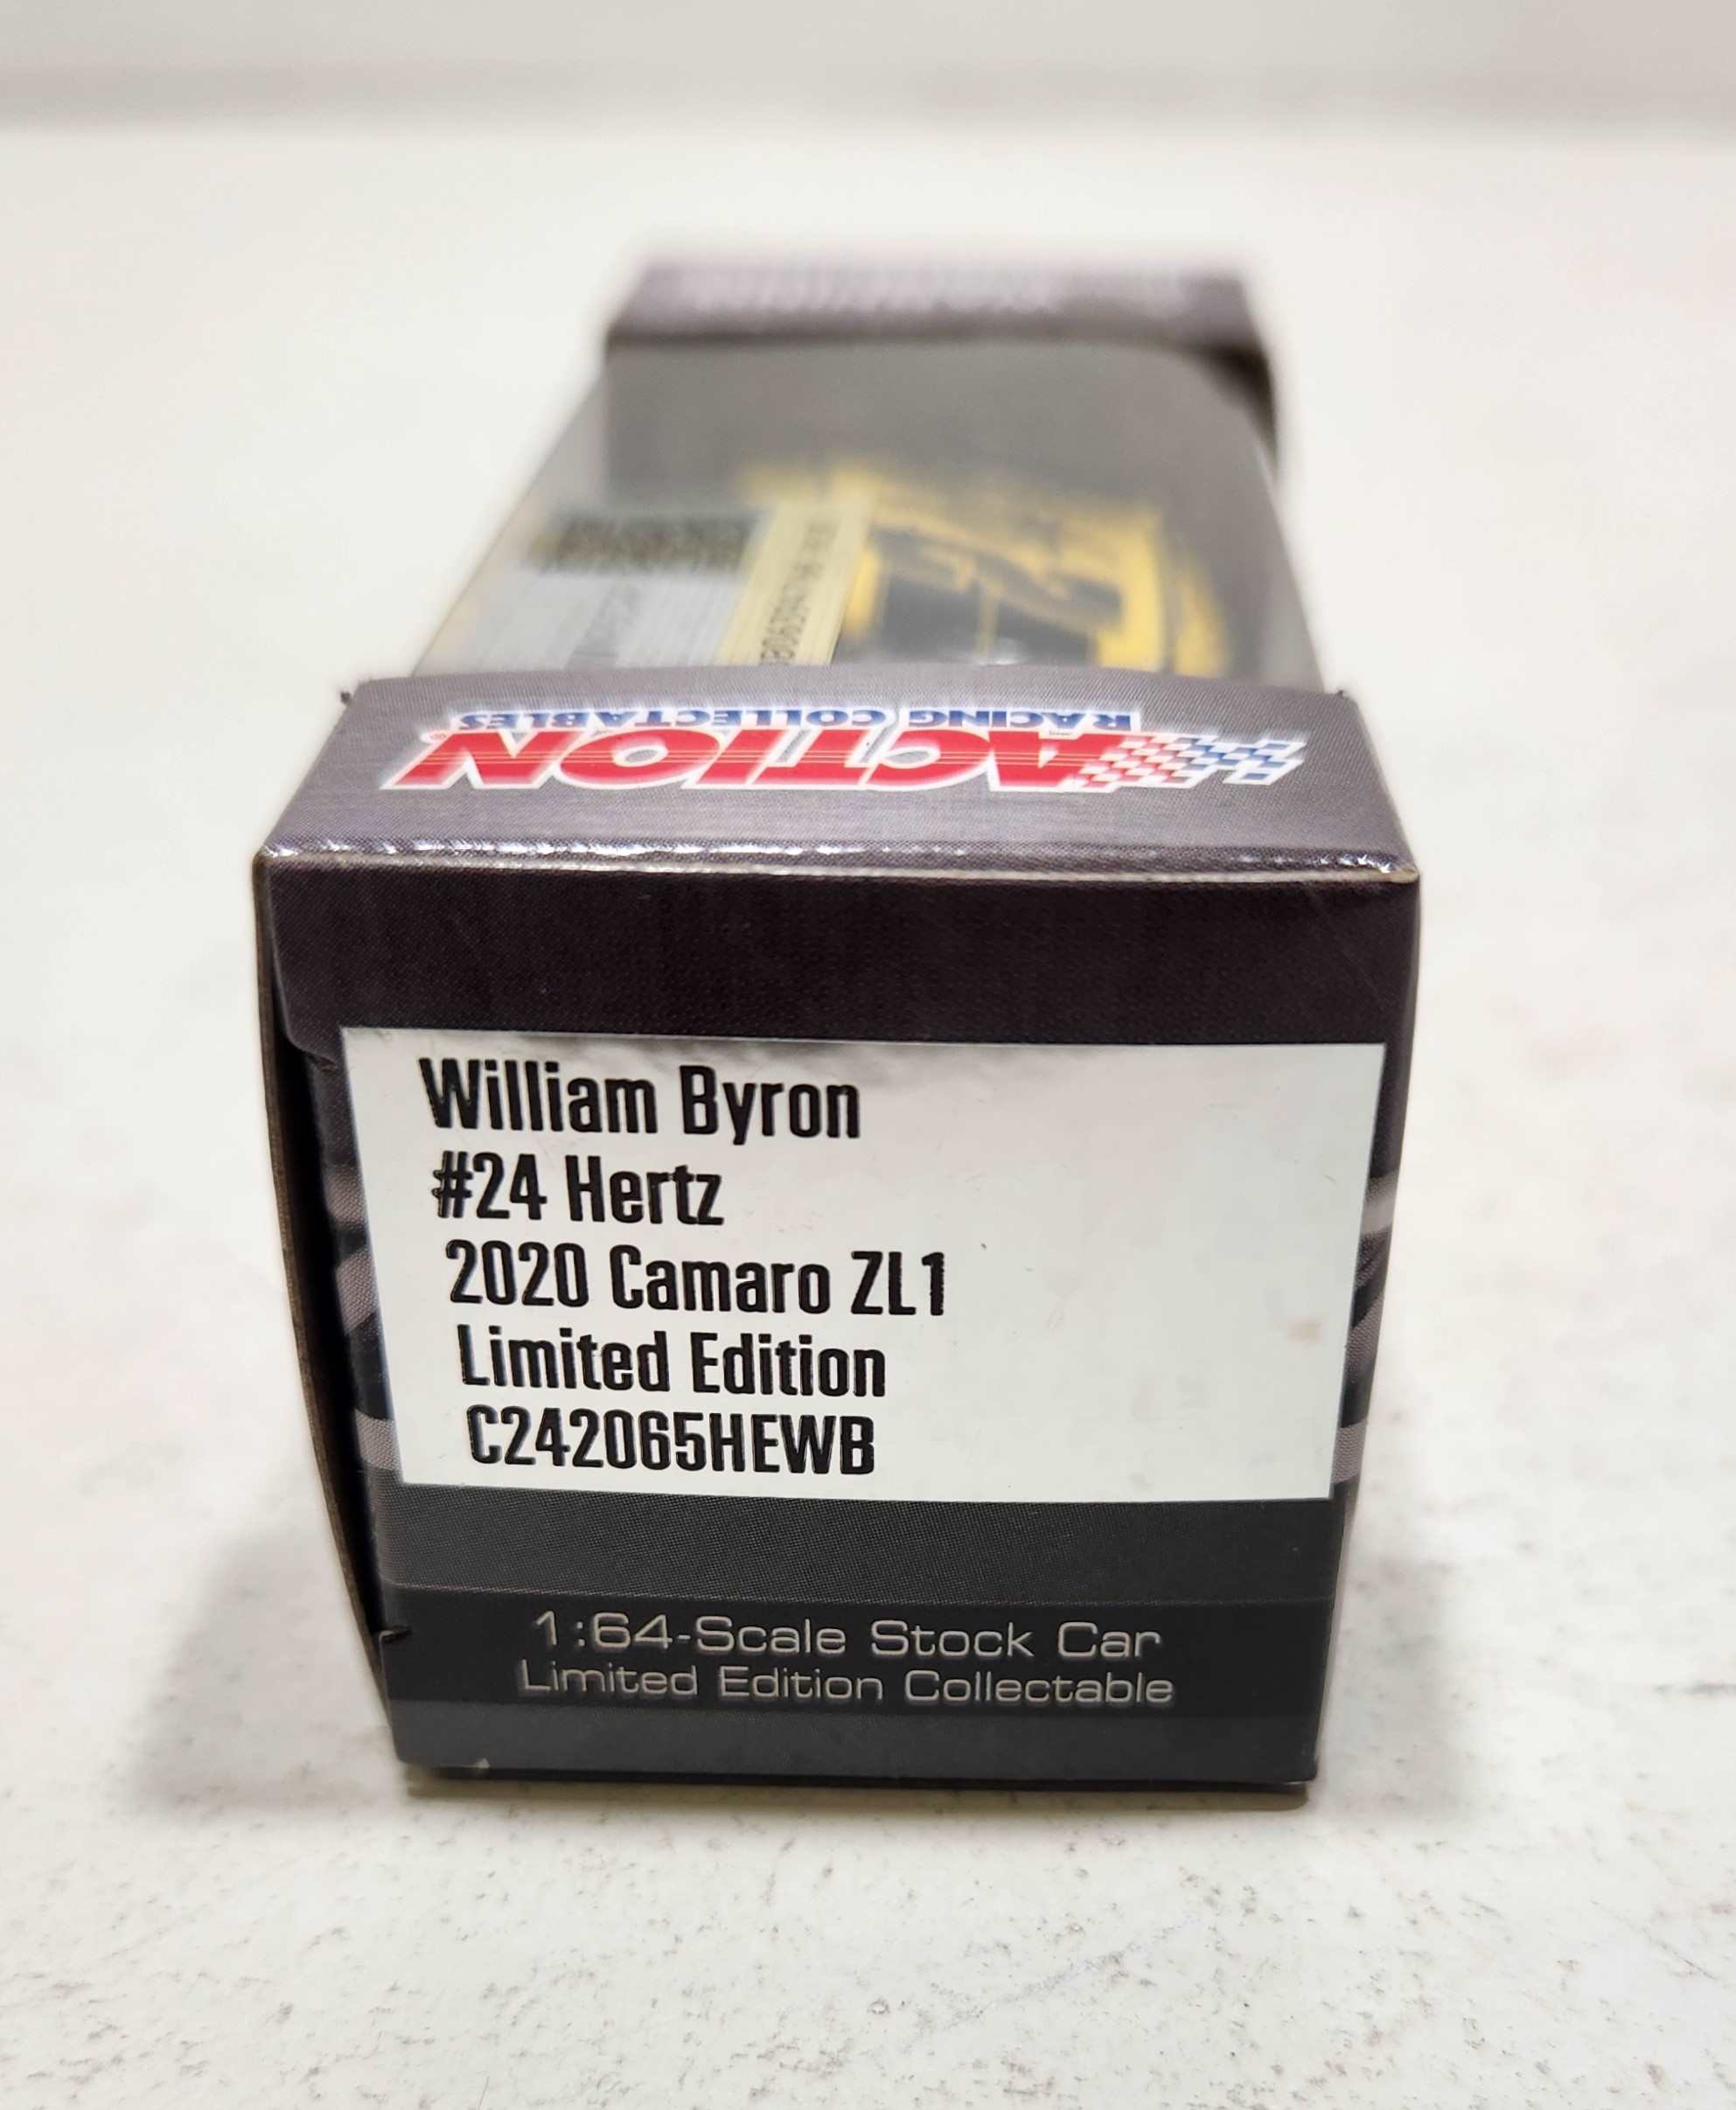 ACTION
RACING COLLECTABLES
William Byron
#24 Hertz
2020 Camaro ZL1
Limited Edition
C242065HEWB
1:64-Scale Stock Car
Limited Edition Collectable